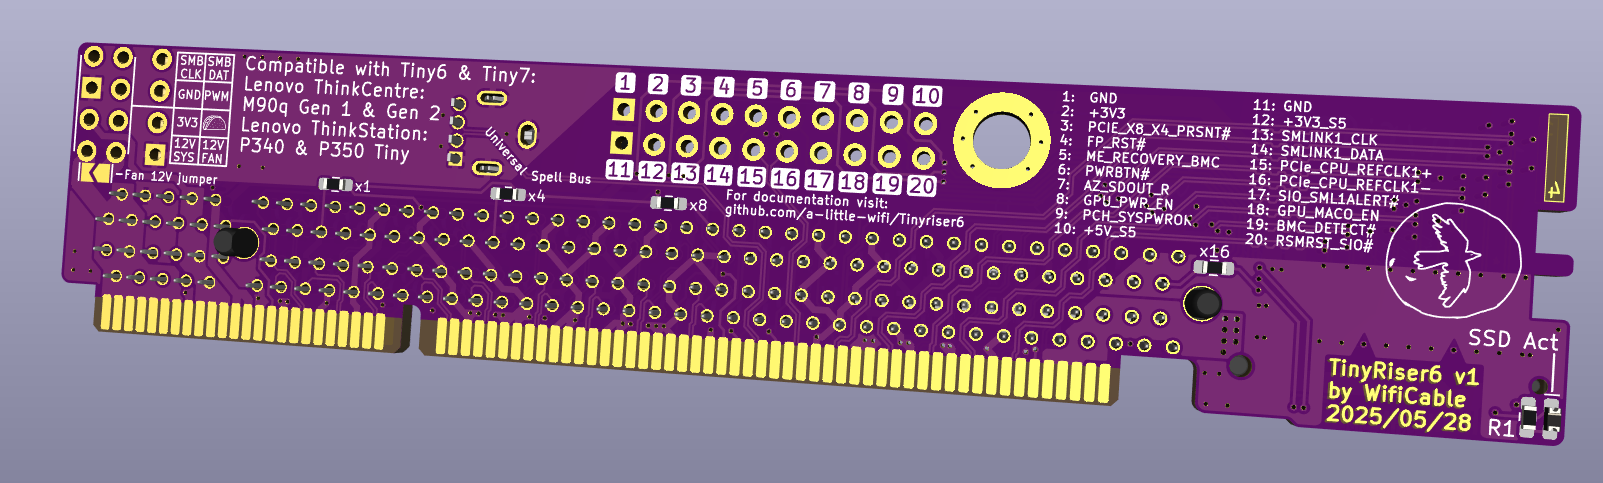 SMB CLK
SMB DAT
GND
PWM
3V3
12V SYS
12V FAN
—Fan 12V jumper
Compatible with Tiny6 & Tiny7:
Lenovo ThinkCentre:
M90q Gen 1 & Gen 2
Lenovo ThinkStation:
P340 & P350 Tiny
Universal Spell Bus
x1
x4
x8
x16
1 2 3 4 5 6 7 8 9 10
11 12 13 14 15 16 17 18 19 20
For documentation visit:
github.com/a-little-wifi/Tinyriser6
1: GND
2: +3V3
3: PCIE_X8_X4_PRSNT#
4: FP_RST#
5: ME_RECOVERY_BMC
6: PWRBTN#
7: AZ_SDOUT_R
8: GPU_PWR_EN
9: PCH_SYSPWROK
10: +5V_S5
11: GND
12: +3V3_S5
13: SMLINK1_CLK
14: SMLINK1_DATA
15: PCIe_CPU_REFCLK1+
16: PCIe_CPU_REFCLK1-
17: SIO_SML1ALERT#
18: GPU_MACO_EN
19: BMC_DETECT#
20: RSMRST_SIO#
4
SSD Act
TinyRiser6 v1
by WifiCable
2025/05/28
R1